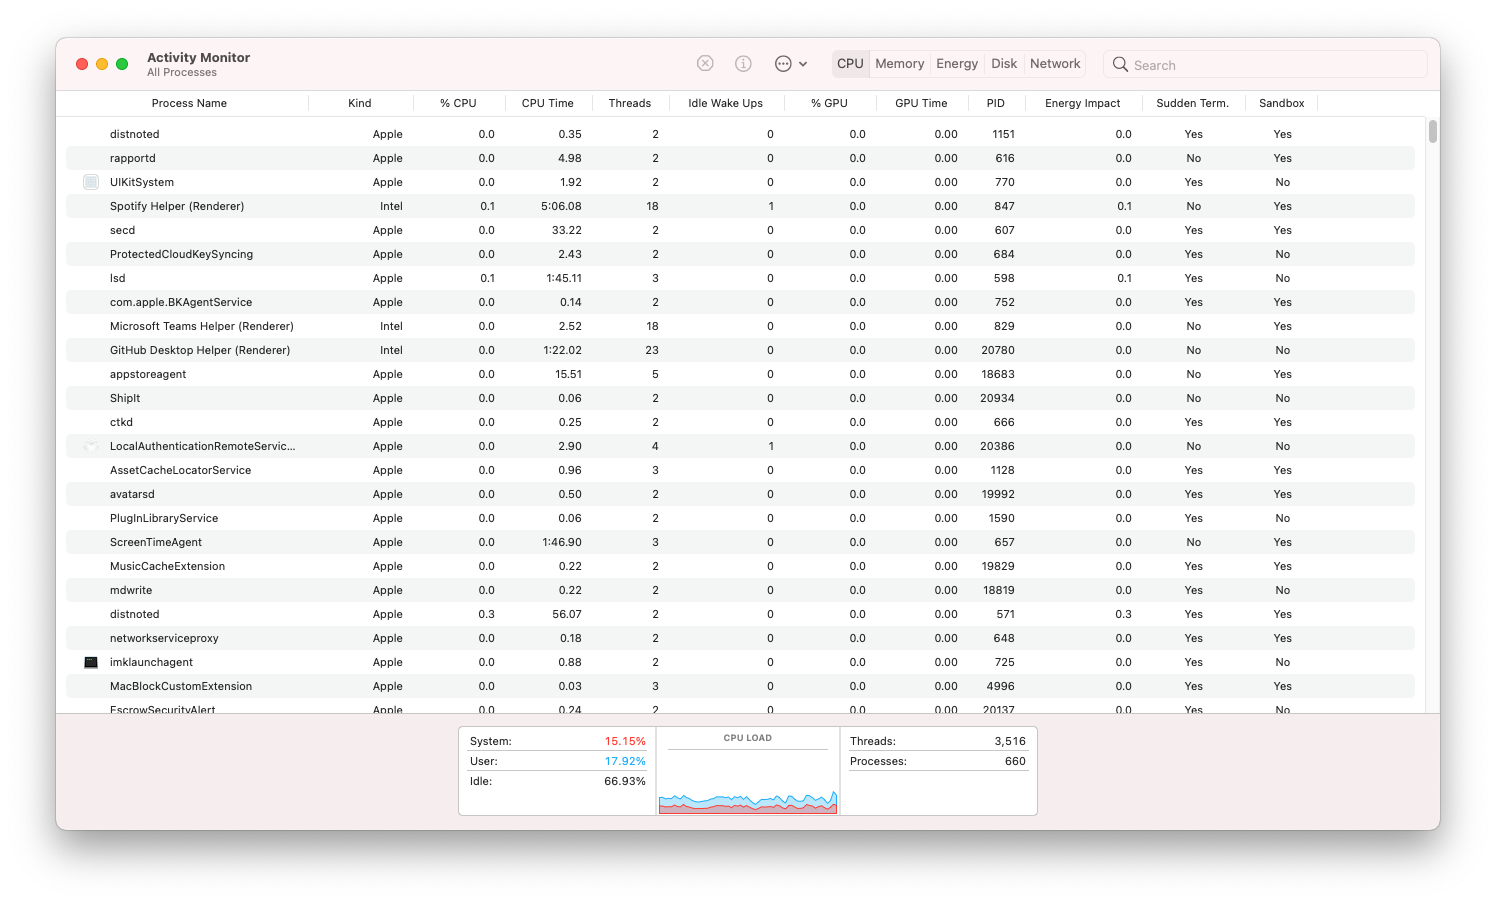 Activity Monitor
All Processes
CPU Memory Energy Disk Network Search
Process Name Kind % CPU CPU Time Threads Idle Wake Ups % GPU GPU Time PID Energy Impact Sudden Term. Sandbox
distnoted Apple 0.0 0.35 2 0 0.0 0.00 1151 0.0 Yes Yes
rapportd Apple 0.0 4.98 2 0 0.0 0.00 616 0.0 No Yes
UIKitSystem Apple 0.0 1.92 2 0 0.0 0.00 770 0.0 Yes No
Spotify Helper (Renderer) Intel 0.1 5:06.08 18 1 0.0 0.00 847 0.1 No Yes
secd Apple 0.0 33.22 2 0 0.0 0.00 607 0.0 Yes Yes
ProtectedCloudKeySyncing Apple 0.0 2.43 2 0 0.0 0.00 684 0.0 Yes No
lsd Apple 0.1 1:45.11 3 0 0.0 0.00 598 0.1 Yes No
com.apple.BKAgentService Apple 0.0 0.14 2 0 0.0 0.00 752 0.0 Yes Yes
Microsoft Teams Helper (Renderer) Intel 0.0 2.52 18 0 0.0 0.00 829 0.0 No Yes
GitHub Desktop Helper (Renderer) Intel 0.0 1:22.02 23 0 0.0 0.00 20780 0.0 No No
appstoreagent Apple 0.0 15.51 5 0 0.0 0.00 18683 0.0 No Yes
ShipIt Apple 0.0 0.06 2 0 0.0 0.00 20934 0.0 No No
ctkd Apple 0.0 0.25 2 0 0.0 0.00 666 0.0 Yes Yes
LocalAuthenticationRemoteServic... Apple 0.0 2.90 4 1 0.0 0.00 20386 0.0 No No
AssetCacheLocatorService Apple 0.0 0.96 3 0 0.0 0.00 1128 0.0 Yes Yes
avatarsd Apple 0.0 0.50 2 0 0.0 0.00 19992 0.0 Yes Yes
PlugInLibraryService Apple 0.0 0.06 2 0 0.0 0.00 1590 0.0 Yes No
ScreenTimeAgent Apple 0.0 1:46.90 3 0 0.0 0.00 657 0.0 No Yes
MusicCacheExtension Apple 0.0 0.22 2 0 0.0 0.00 19829 0.0 Yes Yes
mdwrite Apple 0.0 0.22 2 0 0.0 0.00 18819 0.0 Yes No
distnoted Apple 0.3 56.07 2 0 0.0 0.00 571 0.3 Yes Yes
networkserviceproxy Apple 0.0 0.18 2 0 0.0 0.00 648 0.0 Yes Yes
imklaunchagent Apple 0.0 0.88 2 0 0.0 0.00 725 0.0 Yes No
MacBlockCustomExtension Apple 0.0 0.03 3 0 0.0 0.00 4996 0.0 Yes Yes
EscrowSecurityAlert Apple 0.0 0.24 2 0 0.0 0.00 20137 0.0 Yes No
System: 15.15% CPU LOAD Threads: 3,516
User: 17.92% Processes: 660
Idle: 66.93%